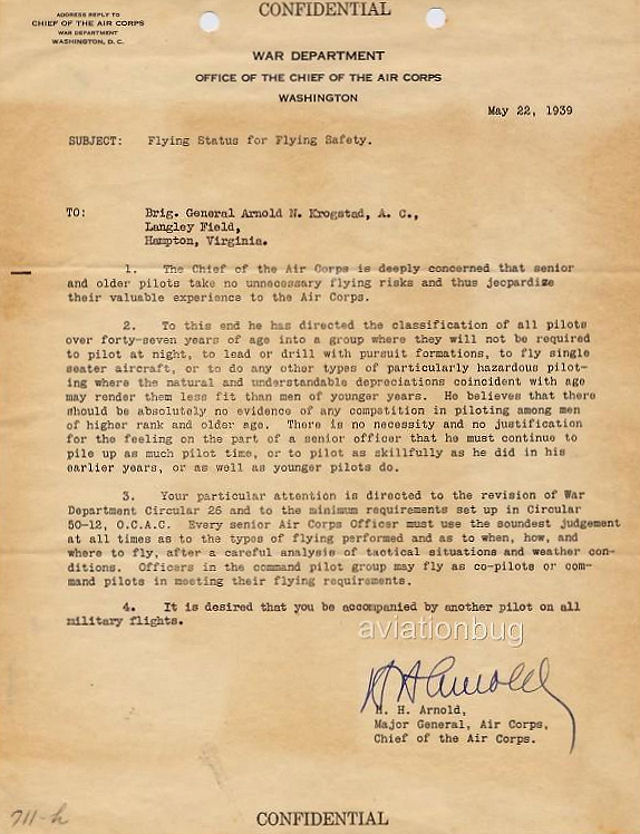 CONFIDENTIAL
ADDRESS REPLY TO
CHIEF OF THE AIR CORPS
WAR DEPARTMENT
WASHINGTON, D. C.
WAR DEPARTMENT
OFFICE OF THE CHIEF OF THE AIR CORPS
WASHINGTON
May 22, 1939
SUBJECT: Flying Status for Flying Safety.
TO: Brig. General Arnold N. Krogstad, A. C.,
Langley Field,
Hampton, Virginia.
1. The Chief of the Air Corps is deeply concerned that senior
and older pilots take no unnecessary flying risks and thus jeopardize
their valuable experience to the Air Corps.
2. To this end he has directed the classification of all pilots
over forty-seven years of age into a group where they will not be required
to pilot at night, to lead or drill with pursuit formations, to fly single
seater aircraft, or to do any other types of particularly hazardous pilot-
ing where the natural and understandable depreciations coincident with age
may render them less fit than men of younger years. He believes that there
should be absolutely no evidence of any competition in piloting among men
of higher rank and older age. There is no necessity and no justification
for the feeling on the part of a senior officer that he must continue to
pile up as much pilot time, or to pilot as skillfully as he did in his
earlier years, or as well as younger pilots do.
3. Your particular attention is directed to the revision of War
Department Circular 26 and to the minimum requirements set up in Circular
50-12, O.C.A.C. Every senior Air Corps Officer must use the soundest judgement
at all times as to the types of flying performed and as to when, how, and
where to fly, after a careful analysis of tactical situations and weather con-
ditions. Officers in the command pilot group may fly as co-pilots or com-
mand pilots in meeting their flying requirements.
4. It is desired that you be accompanied by another pilot on all
military flights.
aviationbug
H H Arnold
H. H. Arnold,
Major General, Air Corps,
Chief of the Air Corps.
711-h
CONFIDENTIAL